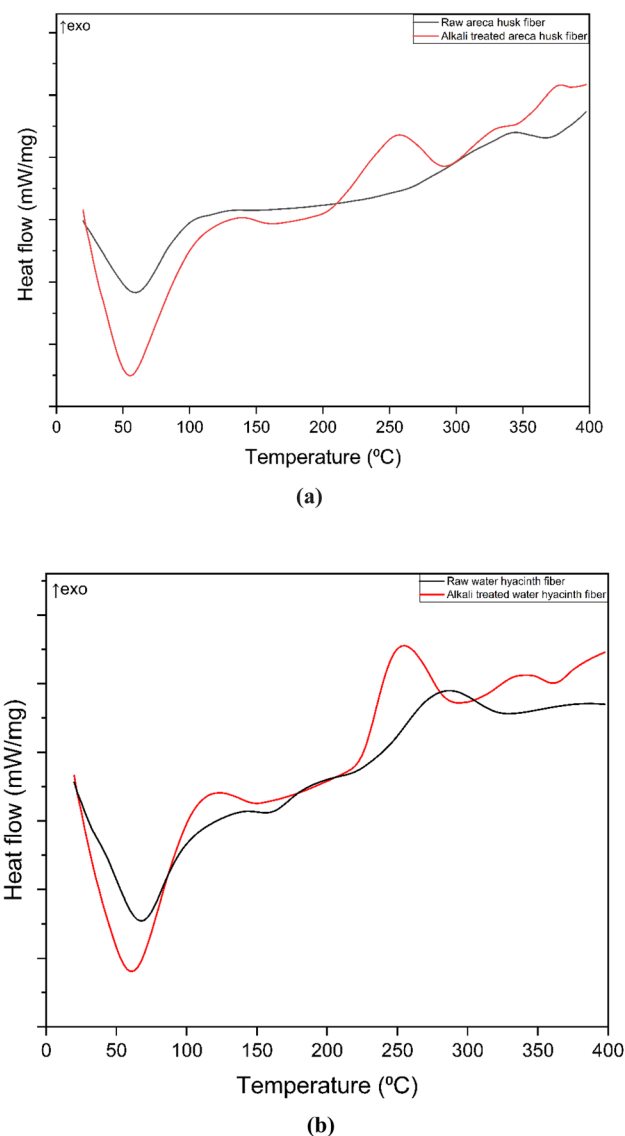 ↑exo
Raw areca husk fiber
Alkali treated areca husk fiber
Heat flow (mW/mg)
0 50 100 150 200 250 300 350 400
Temperature (ºC)
(a)
↑exo
Raw water hyacinth fiber
Alkali treated water hyacinth fiber
Heat flow (mW/mg)
0 50 100 150 200 250 300 350 400
Temperature (ºC)
(b)